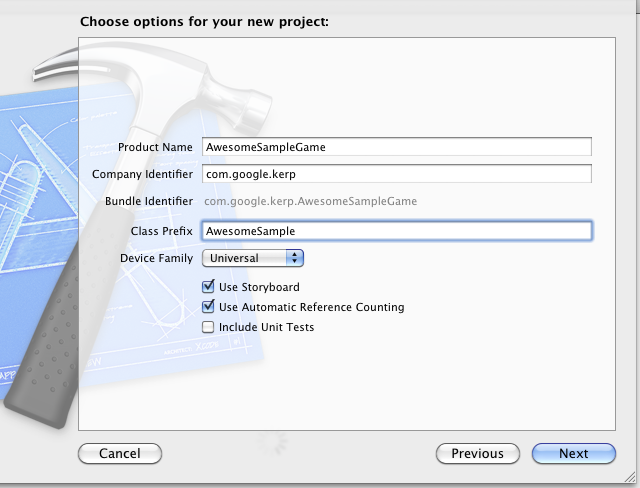 Choose options for your new project:
Product Name AwesomeSampleGame
Company Identifier com.google.kerp
Bundle Identifier com.google.kerp.AwesomeSampleGame
Class Prefix AwesomeSample
Device Family Universal
Use Storyboard
Use Automatic Reference Counting
Include Unit Tests
Cancel Previous Next